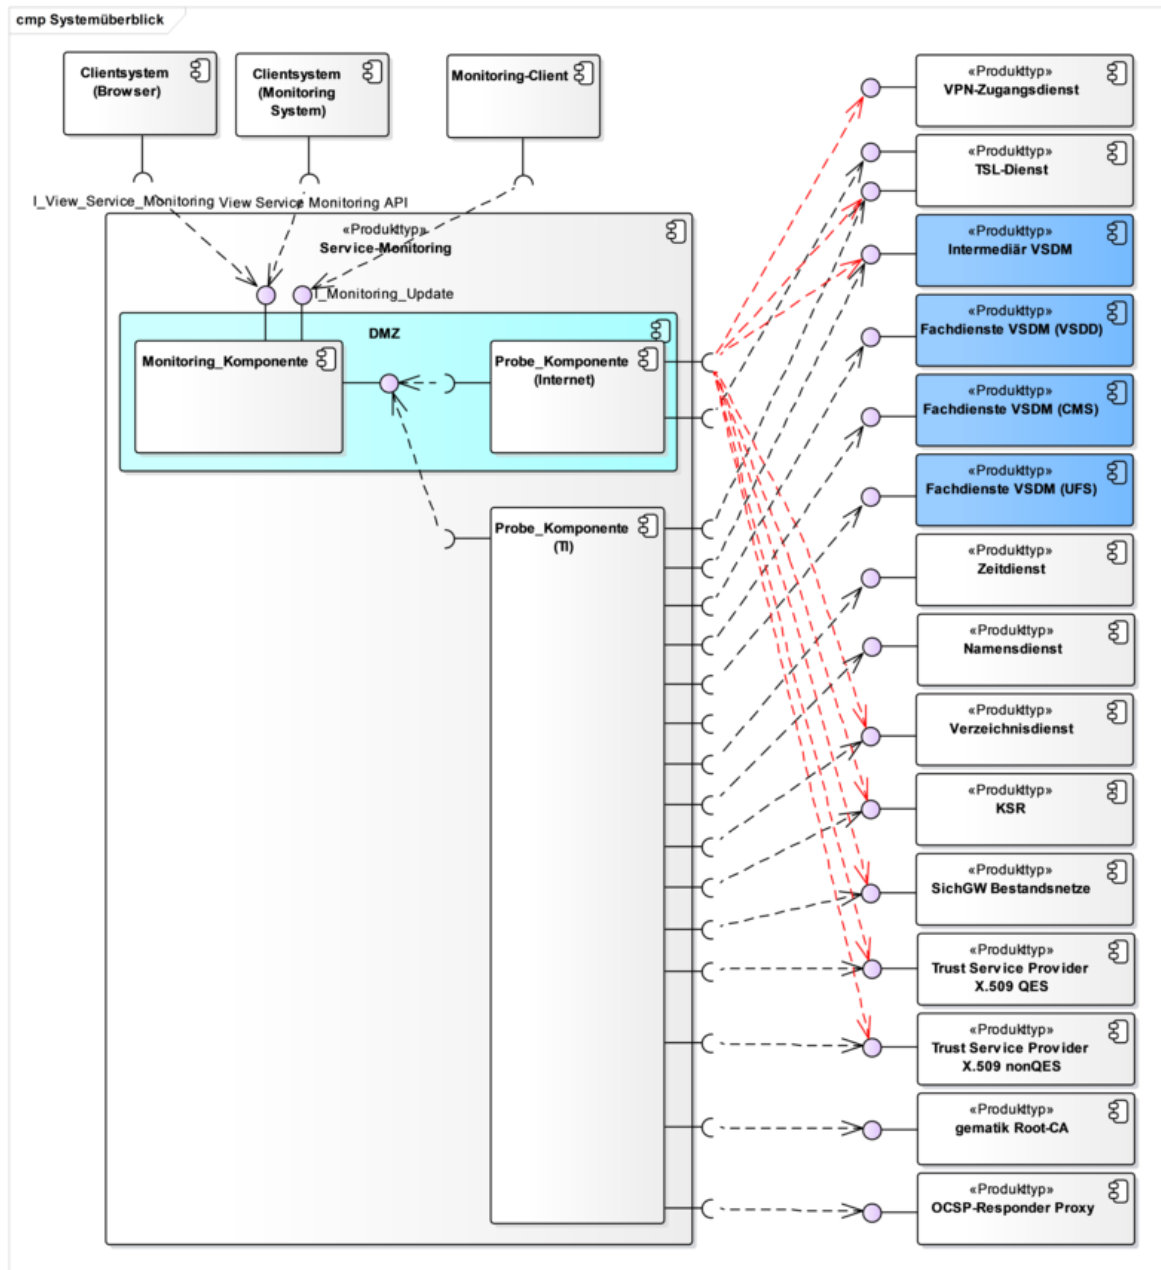 cmp Systemüberblick
Clientsystem
(Browser)
Clientsystem
(Monitoring
System)
Monitoring-Client
I_View_Service_Monitoring
View Service Monitoring API
«Produkttyp»
Service-Monitoring
I_Monitoring_Update
DMZ
Monitoring_Komponente
Probe_Komponente
(Internet)
Probe_Komponente
(TI)
«Produkttyp»
VPN-Zugangsdienst
«Produkttyp»
TSL-Dienst
«Produkttyp»
Intermediär VSDM
«Produkttyp»
Fachdienste VSDM (VSDD)
«Produkttyp»
Fachdienste VSDM (CMS)
«Produkttyp»
Fachdienste VSDM (UFS)
«Produkttyp»
Zeitdienst
«Produkttyp»
Namensdienst
«Produkttyp»
Verzeichnisdienst
«Produkttyp»
KSR
«Produkttyp»
SichGW Bestandsnetze
«Produkttyp»
Trust Service Provider
X.509 QES
«Produkttyp»
Trust Service Provider
X.509 nonQES
«Produkttyp»
gematik Root-CA
«Produkttyp»
OCSP-Responder Proxy